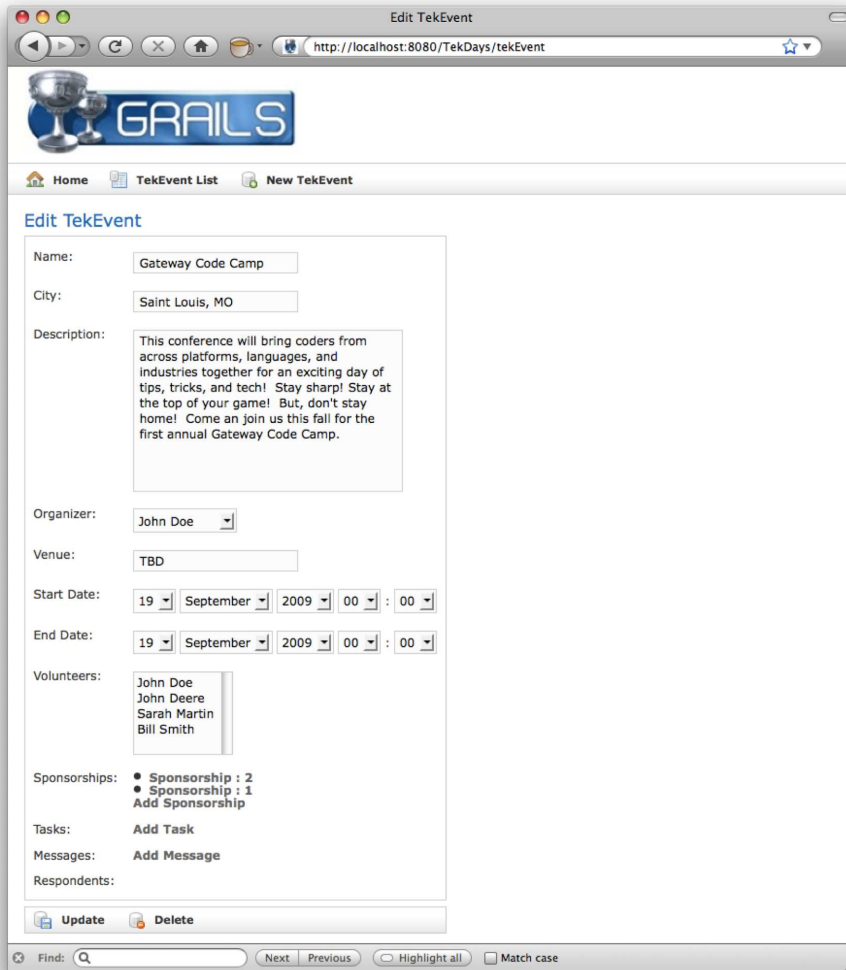 Edit TekEvent
http://localhost:8080/TekDays/tekEvent
GRAILS
Home TekEvent List New TekEvent
Edit TekEvent
Name: Gateway Code Camp
City: Saint Louis, MO
Description: This conference will bring coders from
across platforms, languages, and
industries together for an exciting day of
tips, tricks, and tech! Stay sharp! Stay at
the top of your game! But, don't stay
home! Come an join us this fall for the
first annual Gateway Code Camp.
Organizer: John Doe
Venue: TBD
Start Date: 19 September 2009 00 : 00
End Date: 19 September 2009 00 : 00
Volunteers: John Doe
John Deere
Sarah Martin
Bill Smith
Sponsorships: • Sponsorship : 2
• Sponsorship : 1
Add Sponsorship
Tasks: Add Task
Messages: Add Message
Respondents:
Update Delete
Find: Next Previous Highlight all Match case